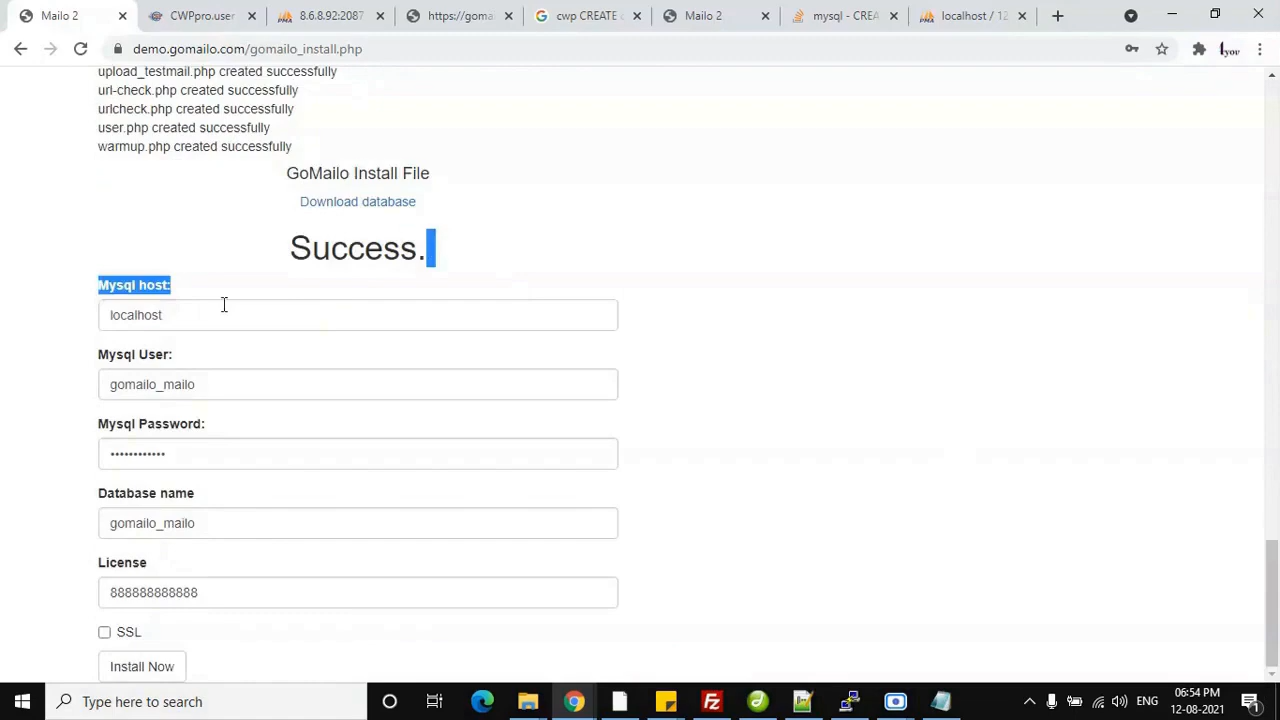 Mailo 2
CWPpro.user
8.6.8.92:2087
https://goma
cwp CREATE
Mailo 2
mysql - CREA
localhost / 12
demo.gomailo.com/gomailo_install.php
upload_testmail.php created successfully
url-check.php created successfully
urlcheck.php created successfully
user.php created successfully
warmup.php created successfully
GoMailo Install File
Download database
Success.
Mysql host:
localhost
Mysql User:
gomailo_mailo
Mysql Password:
••••••••••••
Database name
gomailo_mailo
License
888888888888
SSL
Install Now
Type here to search
ENG
06:54 PM
12-08-2021
1